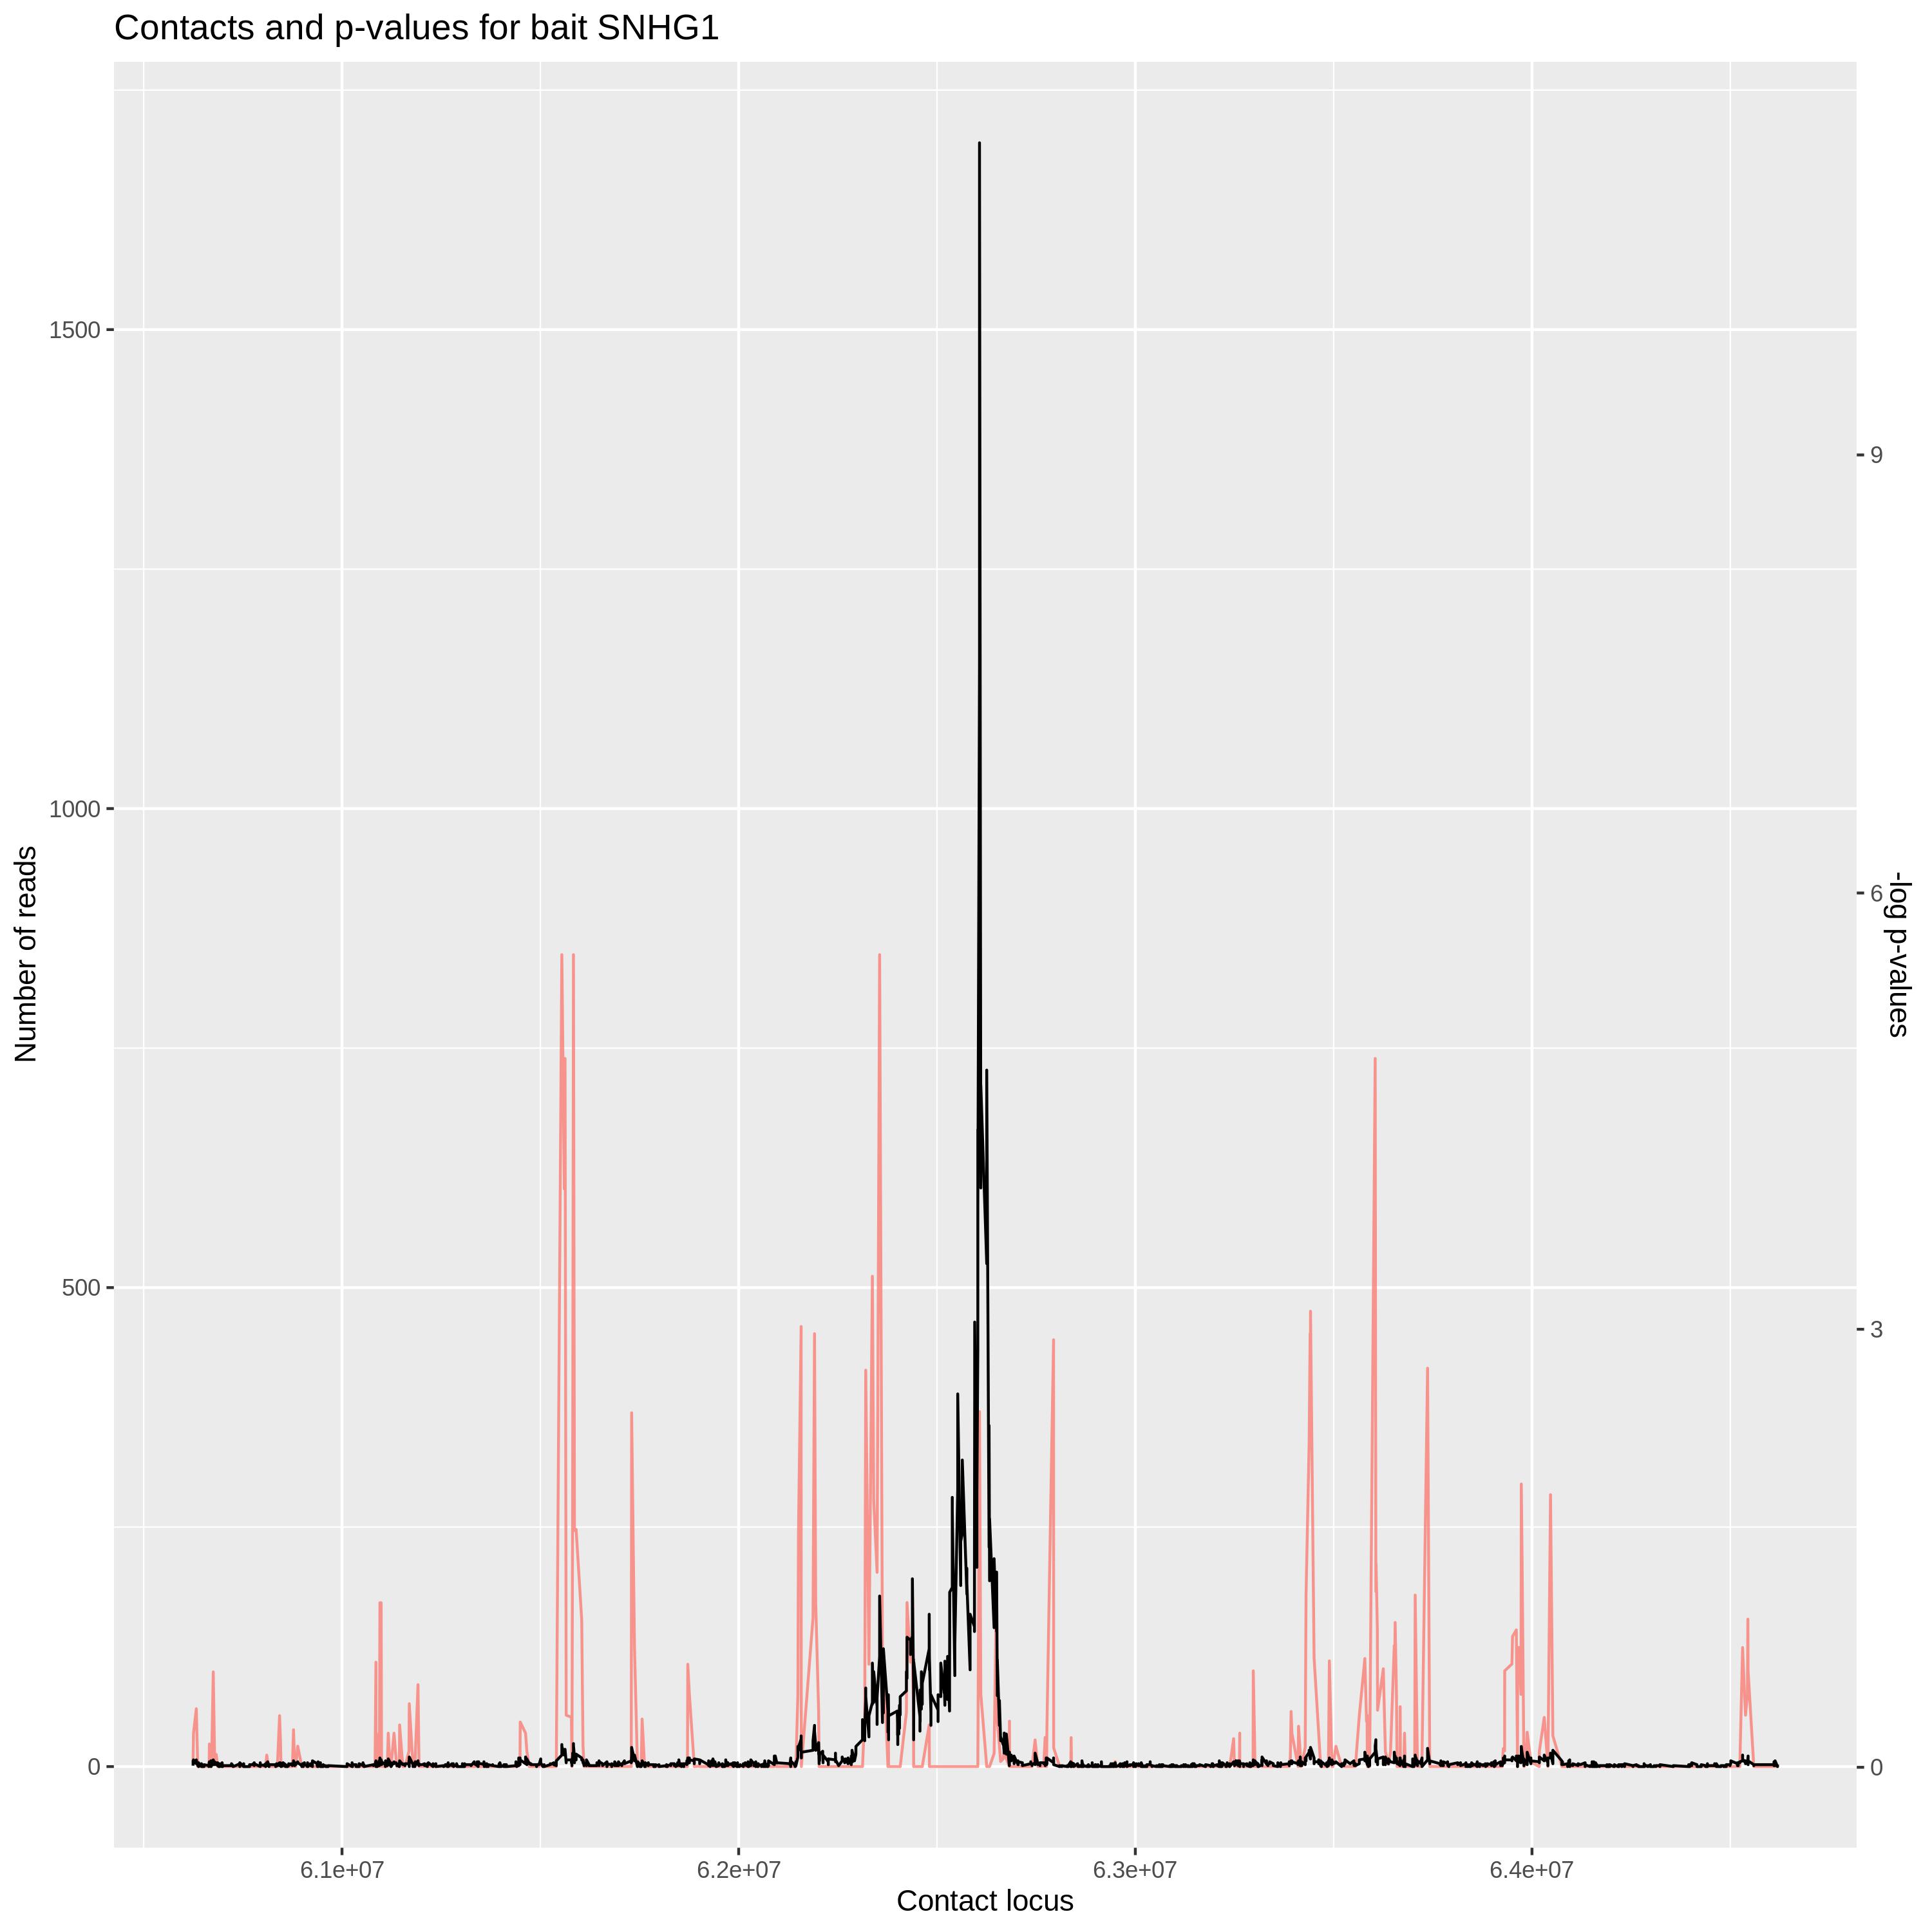 Contacts and p-values for bait SNHG1
1500
1000
500
0
Number of reads
9
6
3
0
-log p-values
6.1e+07
6.2e+07
6.3e+07
6.4e+07
Contact locus